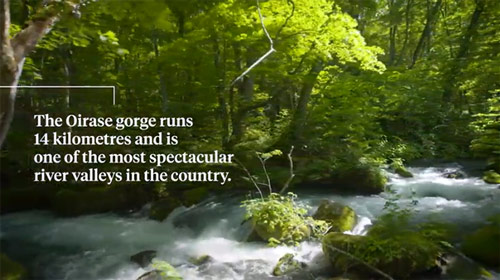 The Oirase gorge runs
14 kilometres and is
one of the most spectacular
river valleys in the country.